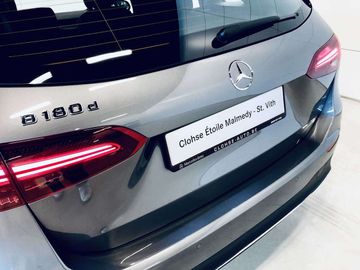 B180d
Clohse Étoile Malmedy - St. Vith
CLOHSE-AUTO.BE